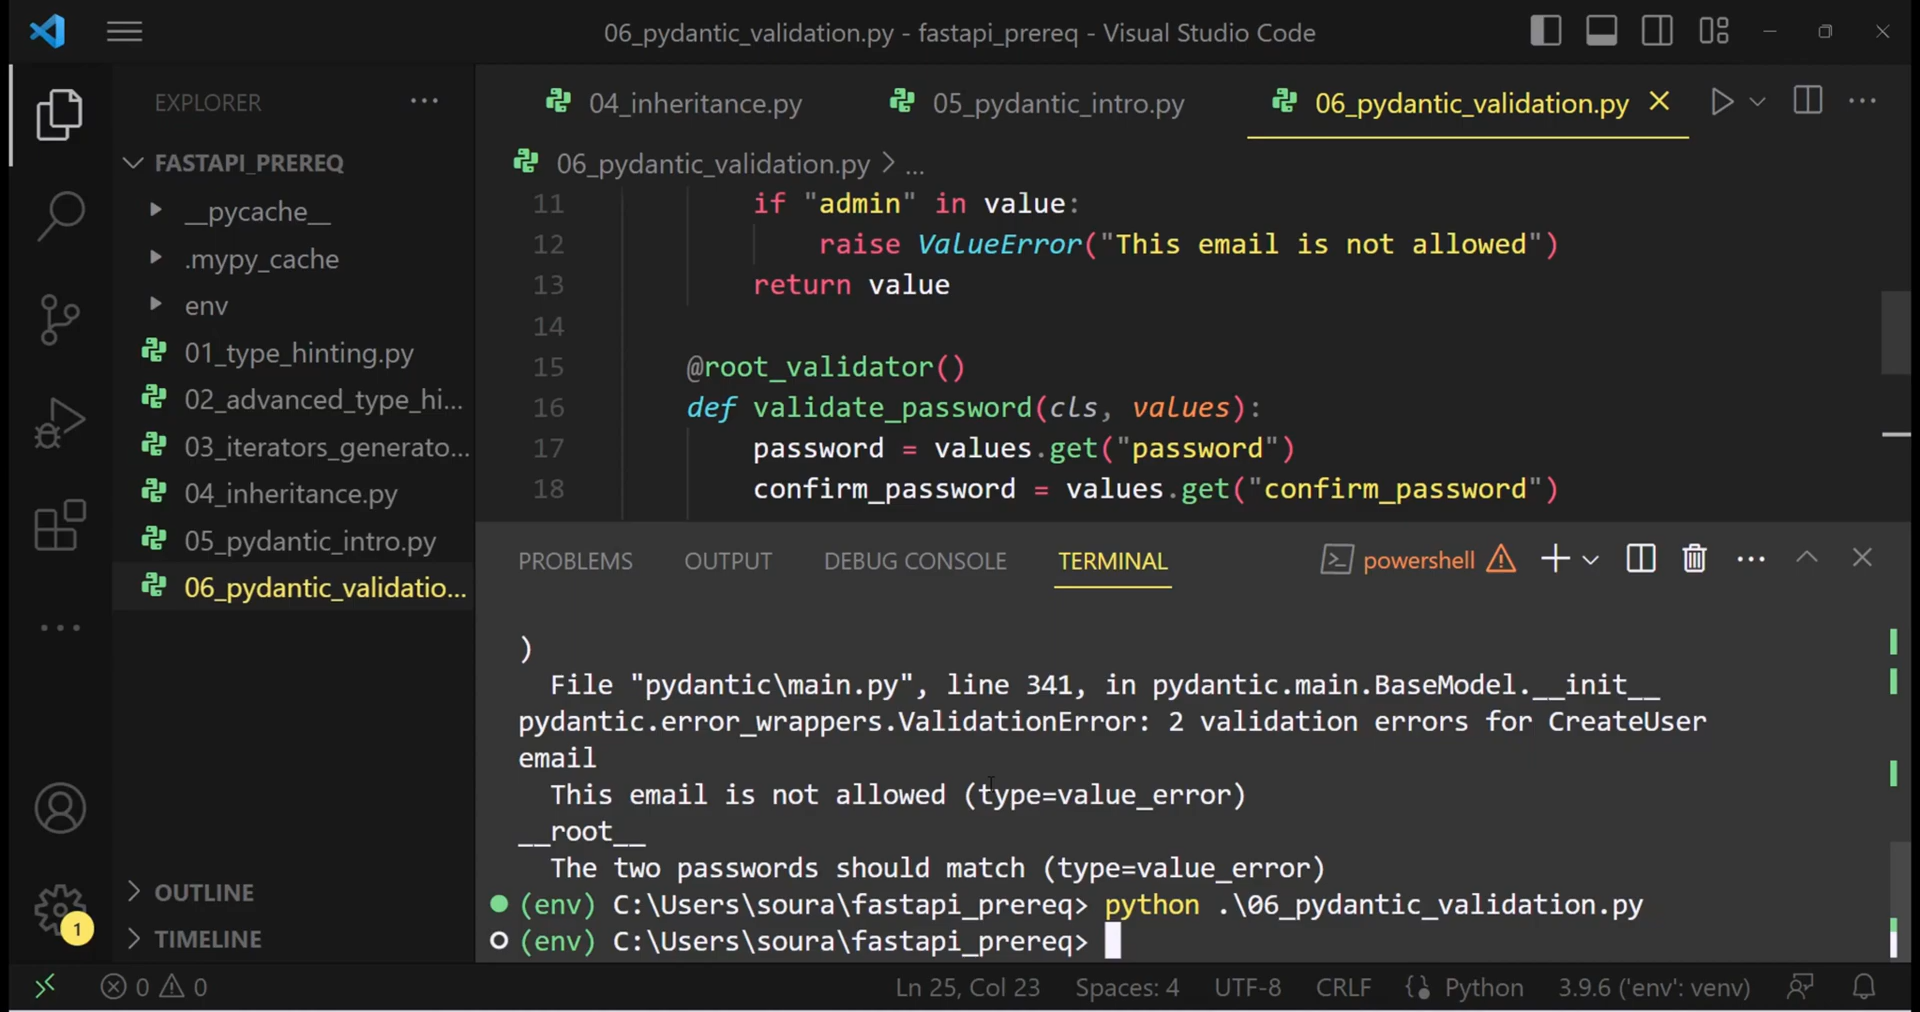 06_pydantic_validation.py - fastapi_prereq - Visual Studio Code
EXPLORER
FASTAPI_PREREQ
__pycache__
.mypy_cache
env
01_type_hinting.py
02_advanced_type_hi...
03_iterators_generato...
04_inheritance.py
05_pydantic_intro.py
06_pydantic_validatio...
OUTLINE
TIMELINE
1
04_inheritance.py
05_pydantic_intro.py
06_pydantic_validation.py
06_pydantic_validation.py > ...
11 if "admin" in value:
12 raise ValueError("This email is not allowed")
13 return value
14
15 @root_validator()
16 def validate_password(cls, values):
17 password = values.get("password")
18 confirm_password = values.get("confirm_password")
PROBLEMS OUTPUT DEBUG CONSOLE TERMINAL powershell
)
File "pydantic\main.py", line 341, in pydantic.main.BaseModel.__init__
pydantic.error_wrappers.ValidationError: 2 validation errors for CreateUser
email
This email is not allowed (type=value_error)
__root__
The two passwords should match (type=value_error)
(env) C:\Users\soura\fastapi_prereq> python .\06_pydantic_validation.py
(env) C:\Users\soura\fastapi_prereq>
0 0 Ln 25, Col 23 Spaces: 4 UTF-8 CRLF Python 3.9.6 ('env': venv)